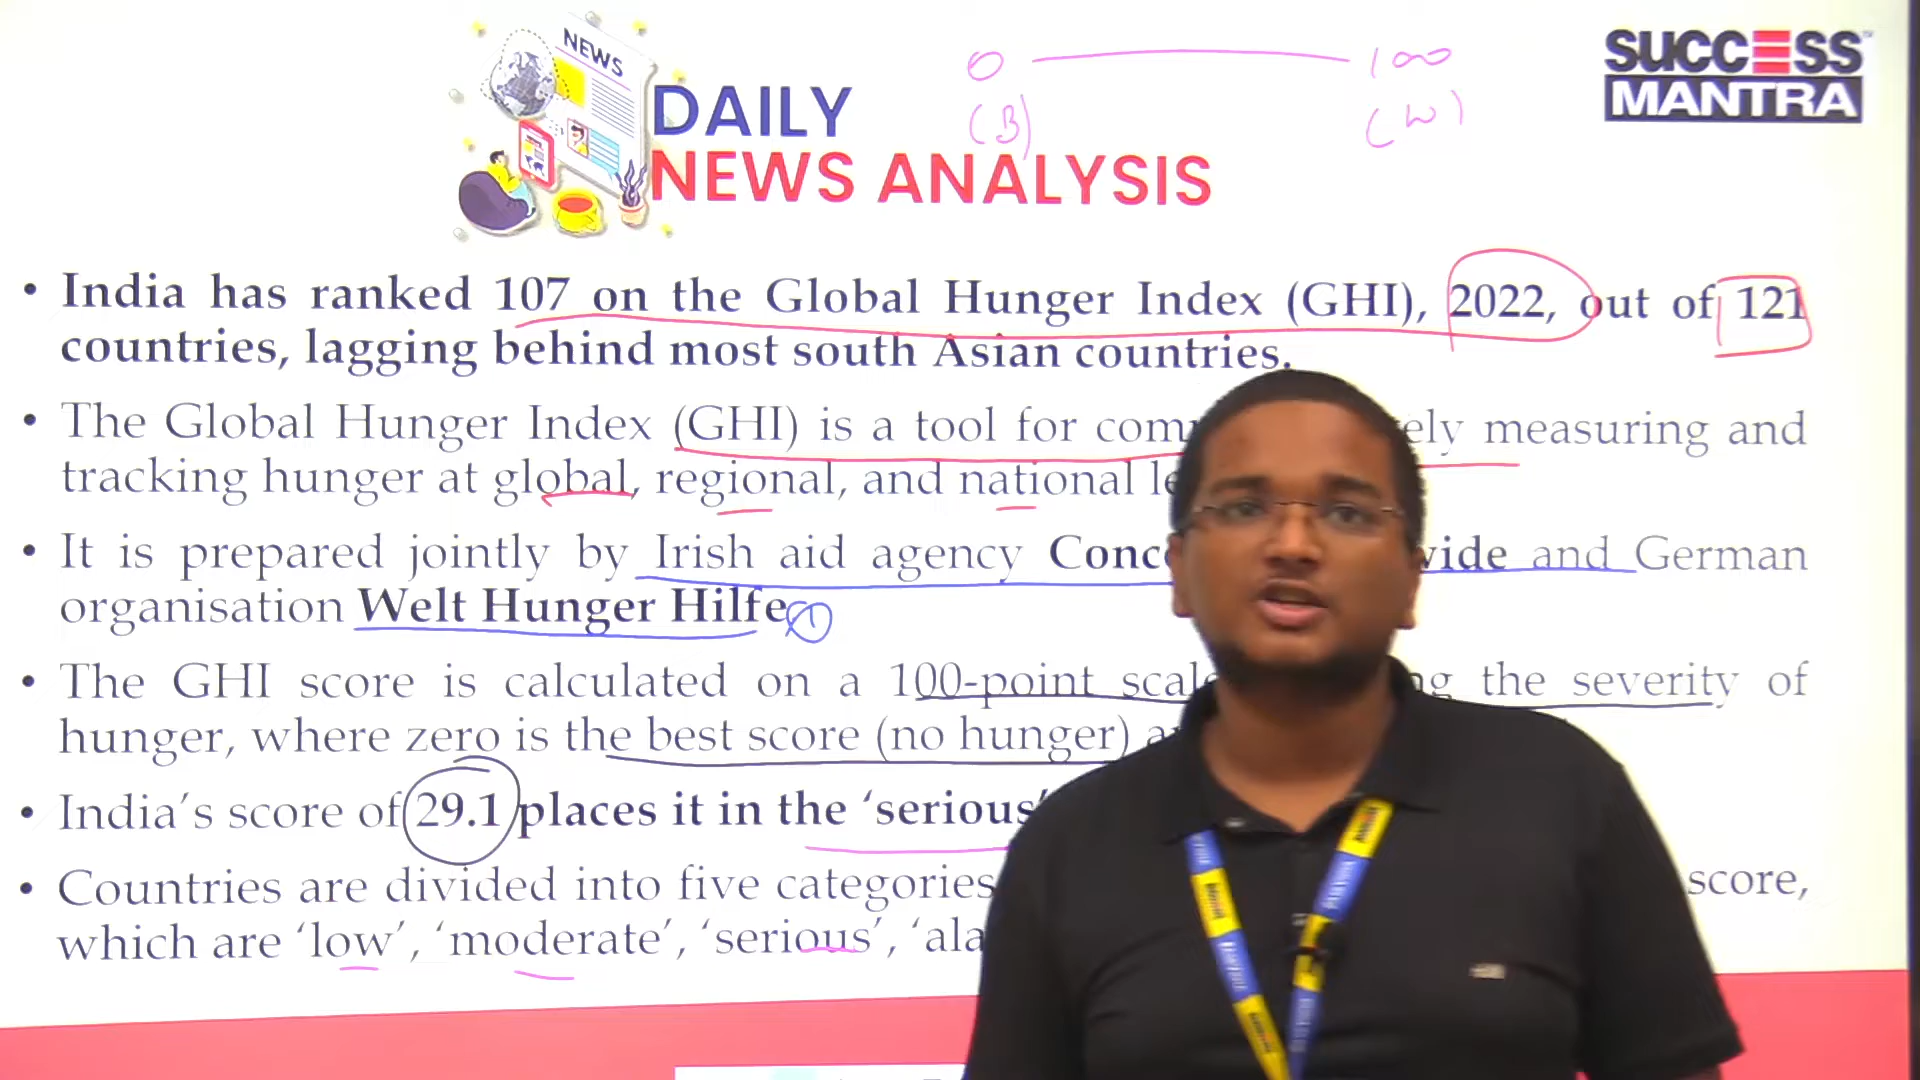 NEWS
0 100
(B) (W)
SUCCESS
MANTRA
DAILY
NEWS ANALYSIS
• India has ranked 107 on the Global Hunger Index (GHI), 2022, out of 121
countries, lagging behind most south Asian countries.
• The Global Hunger Index (GHI) is a tool for com ely measuring and
tracking hunger at global, regional, and national le
• It is prepared jointly by Irish aid agency Conce wide and German
organisation Welt Hunger Hilfe
• The GHI score is calculated on a 100-point scale ng the severity of
hunger, where zero is the best score (no hunger) a
• India's score of 29.1 places it in the 'serious'
• Countries are divided into five categories score,
which are 'low', 'moderate', 'serious', 'ala